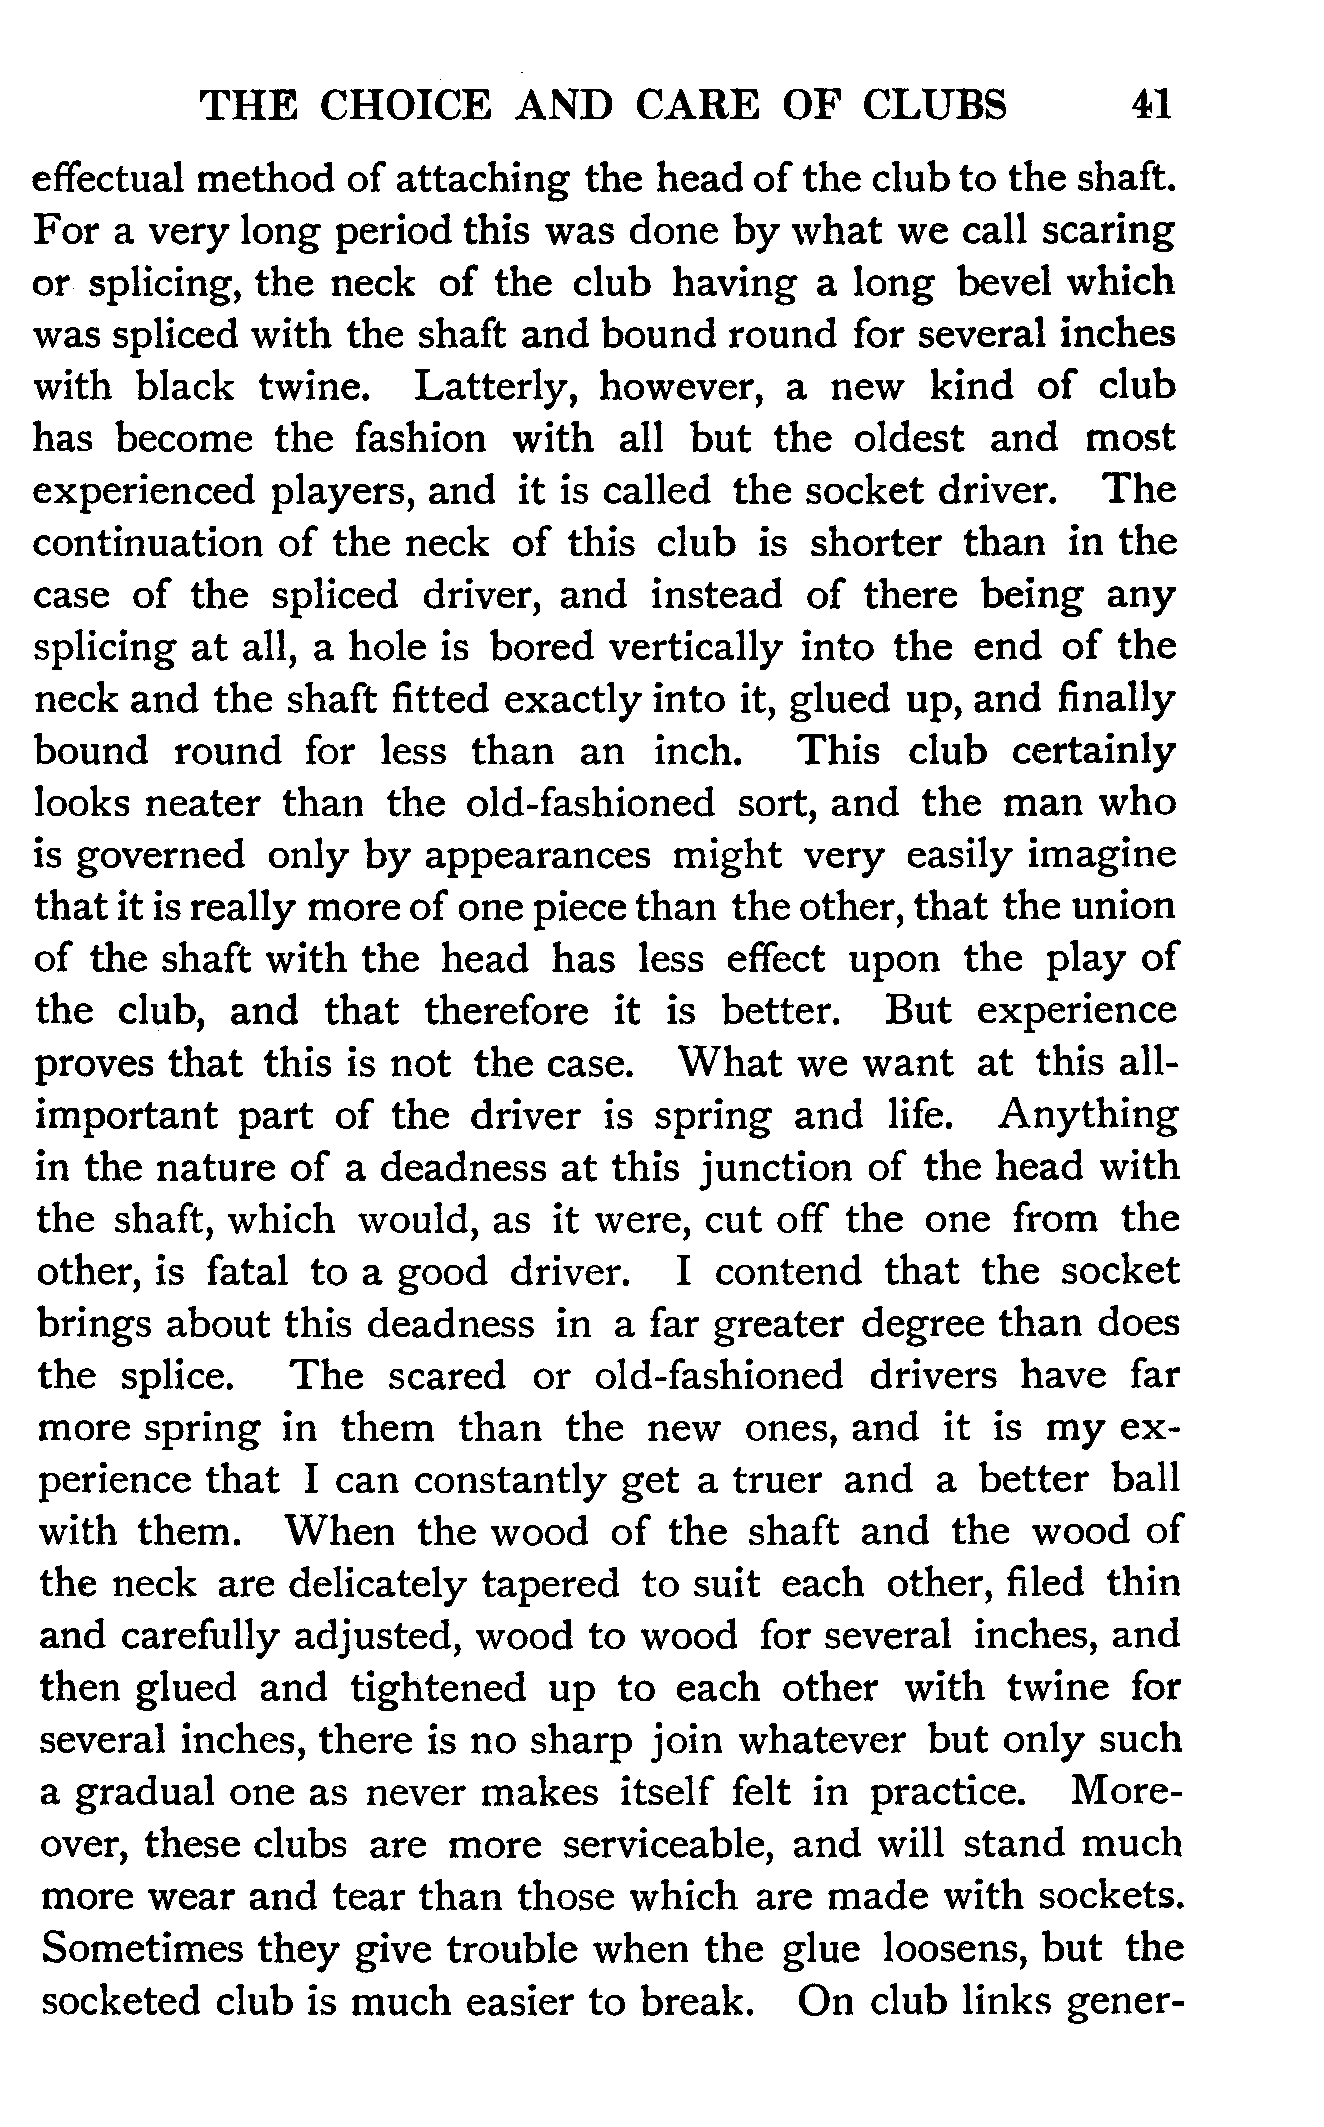 THE CHOICE AND CARE OF CLUBS 41
effectual method of attaching the head of the club to the shaft.
For a very long period this was done by what we call scaring
or splicing, the neck of the club having a long bevel which
was spliced with the shaft and bound round for several inches
with black twine. Latterly, however, a new kind of club
has become the fashion with all but the oldest and most
experienced players, and it is called the socket driver. The
continuation of the neck of this club is shorter than in the
case of the spliced driver, and instead of there being any
splicing at all, a hole is bored vertically into the end of the
neck and the shaft fitted exactly into it, glued up, and finally
bound round for less than an inch. This club certainly
looks neater than the old-fashioned sort, and the man who
is governed only by appearances might very easily imagine
that it is really more of one piece than the other, that the union
of the shaft with the head has less effect upon the play of
the club, and that therefore it is better. But experience
proves that this is not the case. What we want at this all-
important part of the driver is spring and life. Anything
in the nature of a deadness at this junction of the head with
the shaft, which would, as it were, cut off the one from the
other, is fatal to a good driver. I contend that the socket
brings about this deadness in a far greater degree than does
the splice. The scared or old-fashioned drivers have far
more spring in them than the new ones, and it is my ex-
perience that I can constantly get a truer and a better ball
with them. When the wood of the shaft and the wood of
the neck are delicately tapered to suit each other, filed thin
and carefully adjusted, wood to wood for several inches, and
then glued and tightened up to each other with twine for
several inches, there is no sharp join whatever but only such
a gradual one as never makes itself felt in practice. More-
over, these clubs are more serviceable, and will stand much
more wear and tear than those which are made with sockets.
Sometimes they give trouble when the glue loosens, but the
socketed club is much easier to break. On club links gener-